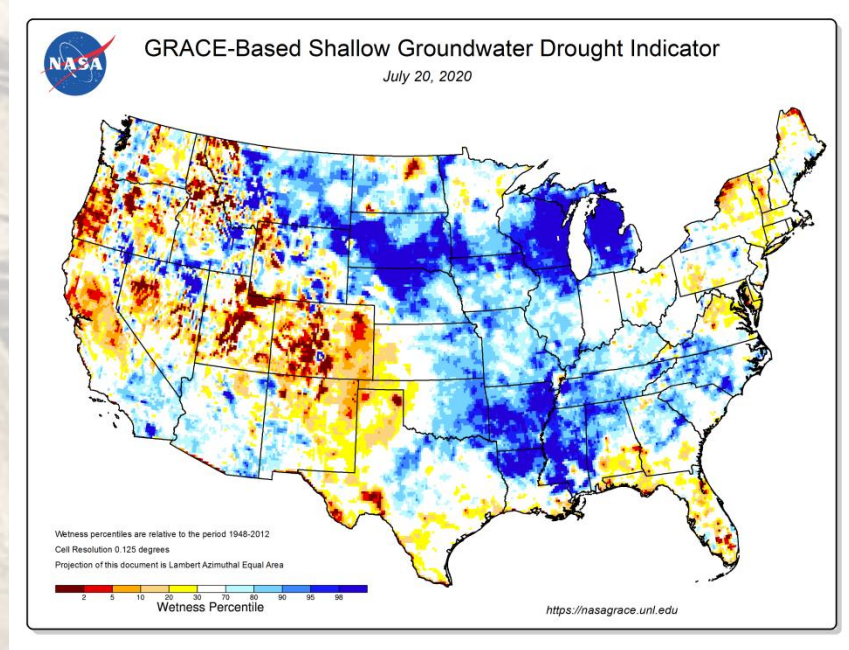 NASA
GRACE-Based Shallow Groundwater Drought Indicator
July 20, 2020
Wetness percentiles are relative to the period 1948-2012
Cell Resolution 0.125 degrees
Projection of this document is Lambert Azimuthal Equal Area
2 5 10 20 30 70 80 90 95 98
Wetness Percentile
https://nasagrace.unl.edu